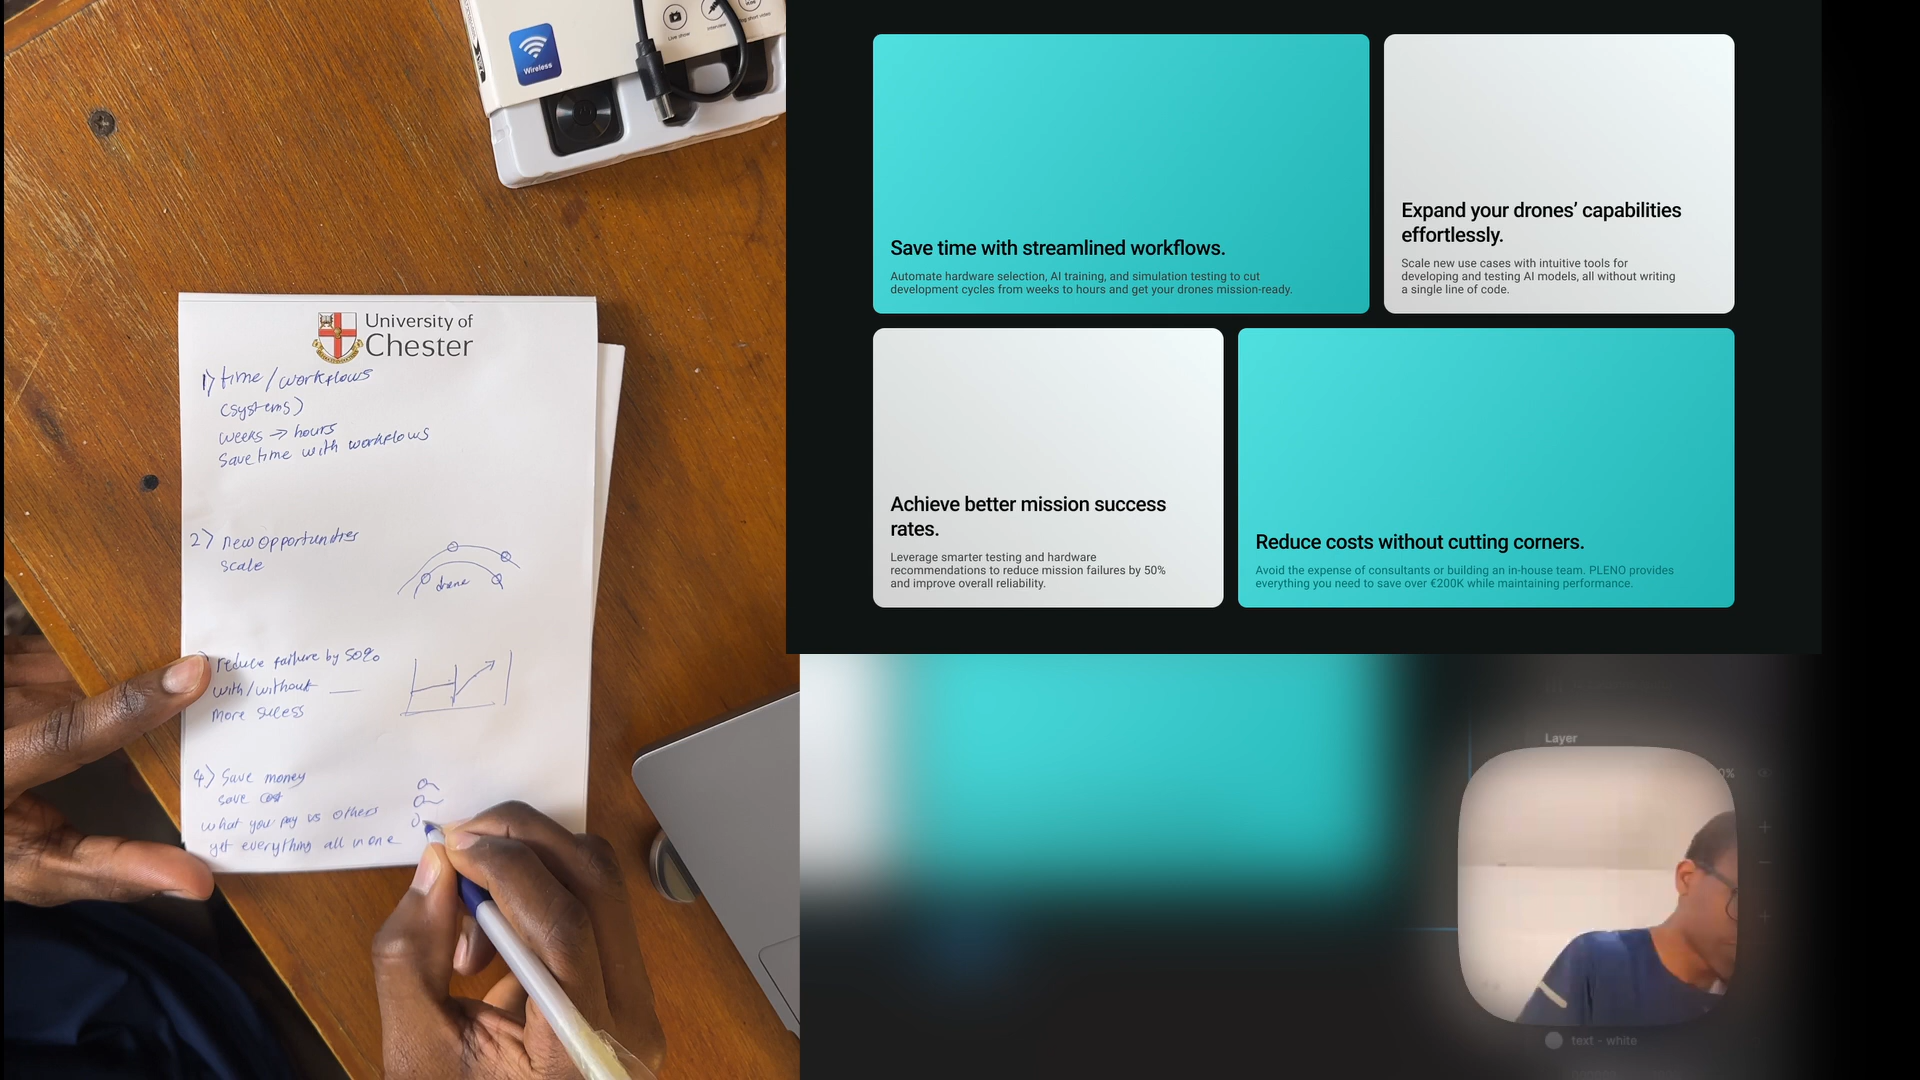 Wireless
Live show
Interview
short video
University of
Chester
1) time/workflows
(systems)
weeks → hours
Save time with workflows
2) new opportunities
scale
drone
reduce failure by 50%
with/without
more sucess
4) Save money
save cost
what you pay vs others
get everything all in one
Save time with streamlined workflows.
Automate hardware selection, AI training, and simulation testing to cut
development cycles from weeks to hours and get your drones mission-ready.
Expand your drones’ capabilities
effortlessly.
Scale new use cases with intuitive tools for
developing and testing AI models, all without writing
a single line of code.
Achieve better mission success
rates.
Leverage smarter testing and hardware
recommendations to reduce mission failures by 50%
and improve overall reliability.
Reduce costs without cutting corners.
Avoid the expense of consultants or building an in-house team. PLENO provides
everything you need to save over €200K while maintaining performance.
Layer
0%
text - white